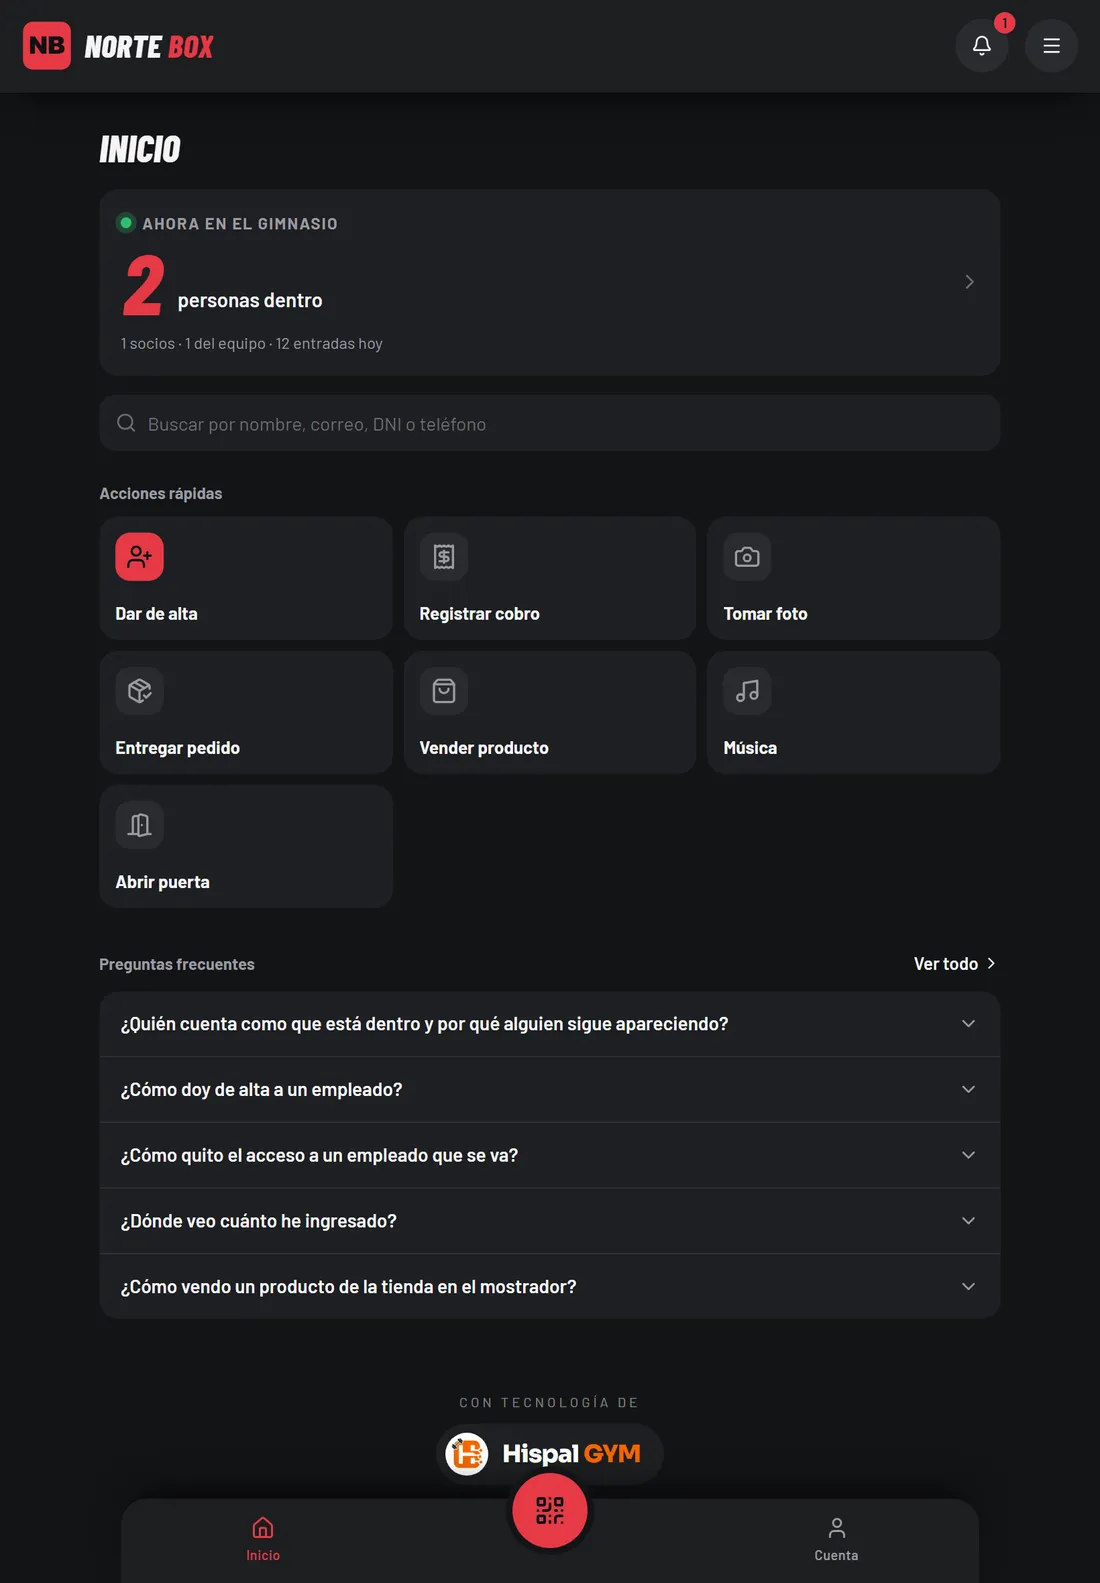 NB NORTE BOX
1
INICIO
AHORA EN EL GIMNASIO
2 personas dentro
1 socios · 1 del equipo · 12 entradas hoy
Buscar por nombre, correo, DNI o teléfono
Acciones rápidas
Dar de alta
Registrar cobro
Tomar foto
Entregar pedido
Vender producto
Música
Abrir puerta
Preguntas frecuentes
Ver todo
¿Quién cuenta como que está dentro y por qué alguien sigue apareciendo?
¿Cómo doy de alta a un empleado?
¿Cómo quito el acceso a un empleado que se va?
¿Dónde veo cuánto he ingresado?
¿Cómo vendo un producto de la tienda en el mostrador?
CON TECNOLOGÍA DE
Hispal GYM
Inicio
Cuenta